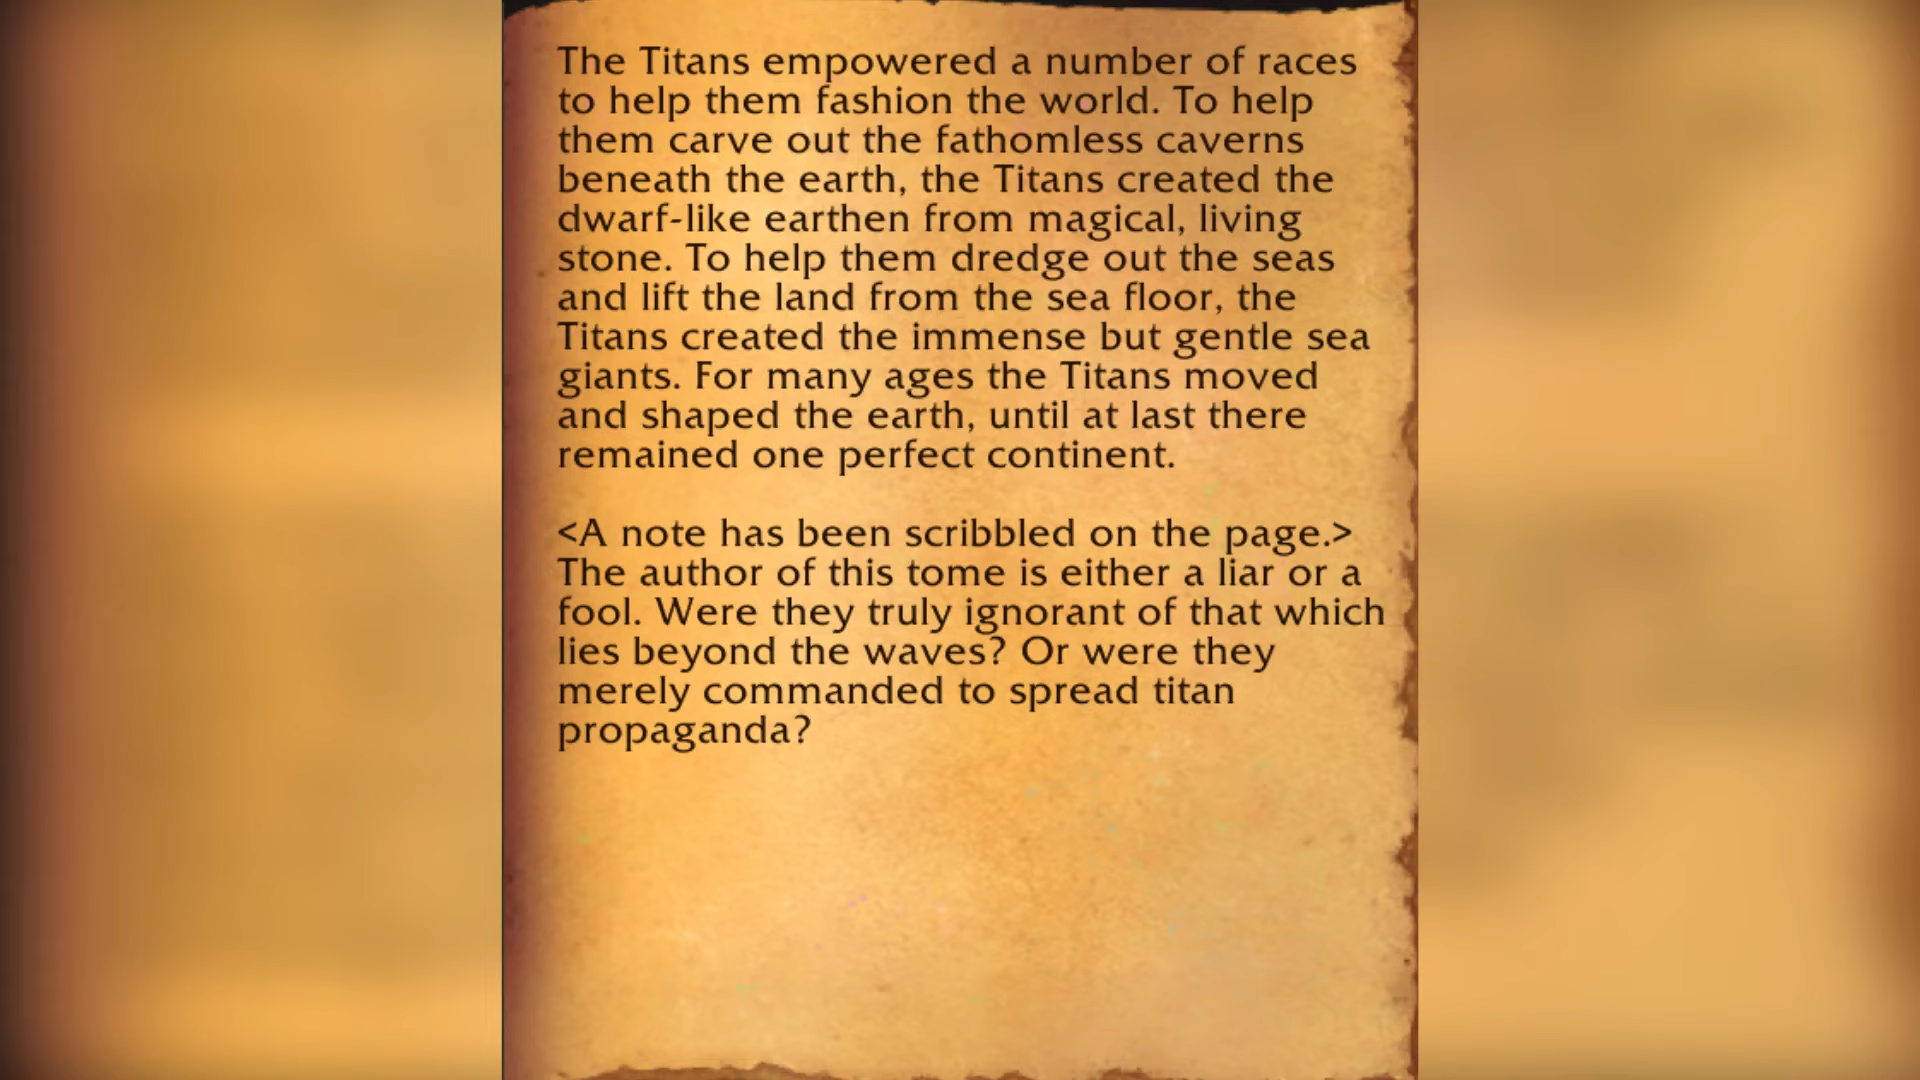 The Titans empowered a number of races
to help them fashion the world. To help
them carve out the fathomless caverns
beneath the earth, the Titans created the
dwarf-like earthen from magical, living
stone. To help them dredge out the seas
and lift the land from the sea floor, the
Titans created the immense but gentle sea
giants. For many ages the Titans moved
and shaped the earth, until at last there
remained one perfect continent.

<A note has been scribbled on the page.>
The author of this tome is either a liar or a
fool. Were they truly ignorant of that which
lies beyond the waves? Or were they
merely commanded to spread titan
propaganda?